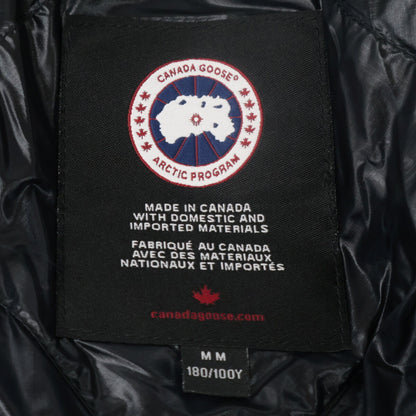 CANADA GOOSE®
ARCTIC PROGRAM
MADE IN CANADA
WITH DOMESTIC AND
IMPORTED MATERIALS
FABRIQUÉ AU CANADA
AVEC DES MATERIAUX
NATIONAUX ET IMPORTÉS
canadagoose.com
M M
180/100Y